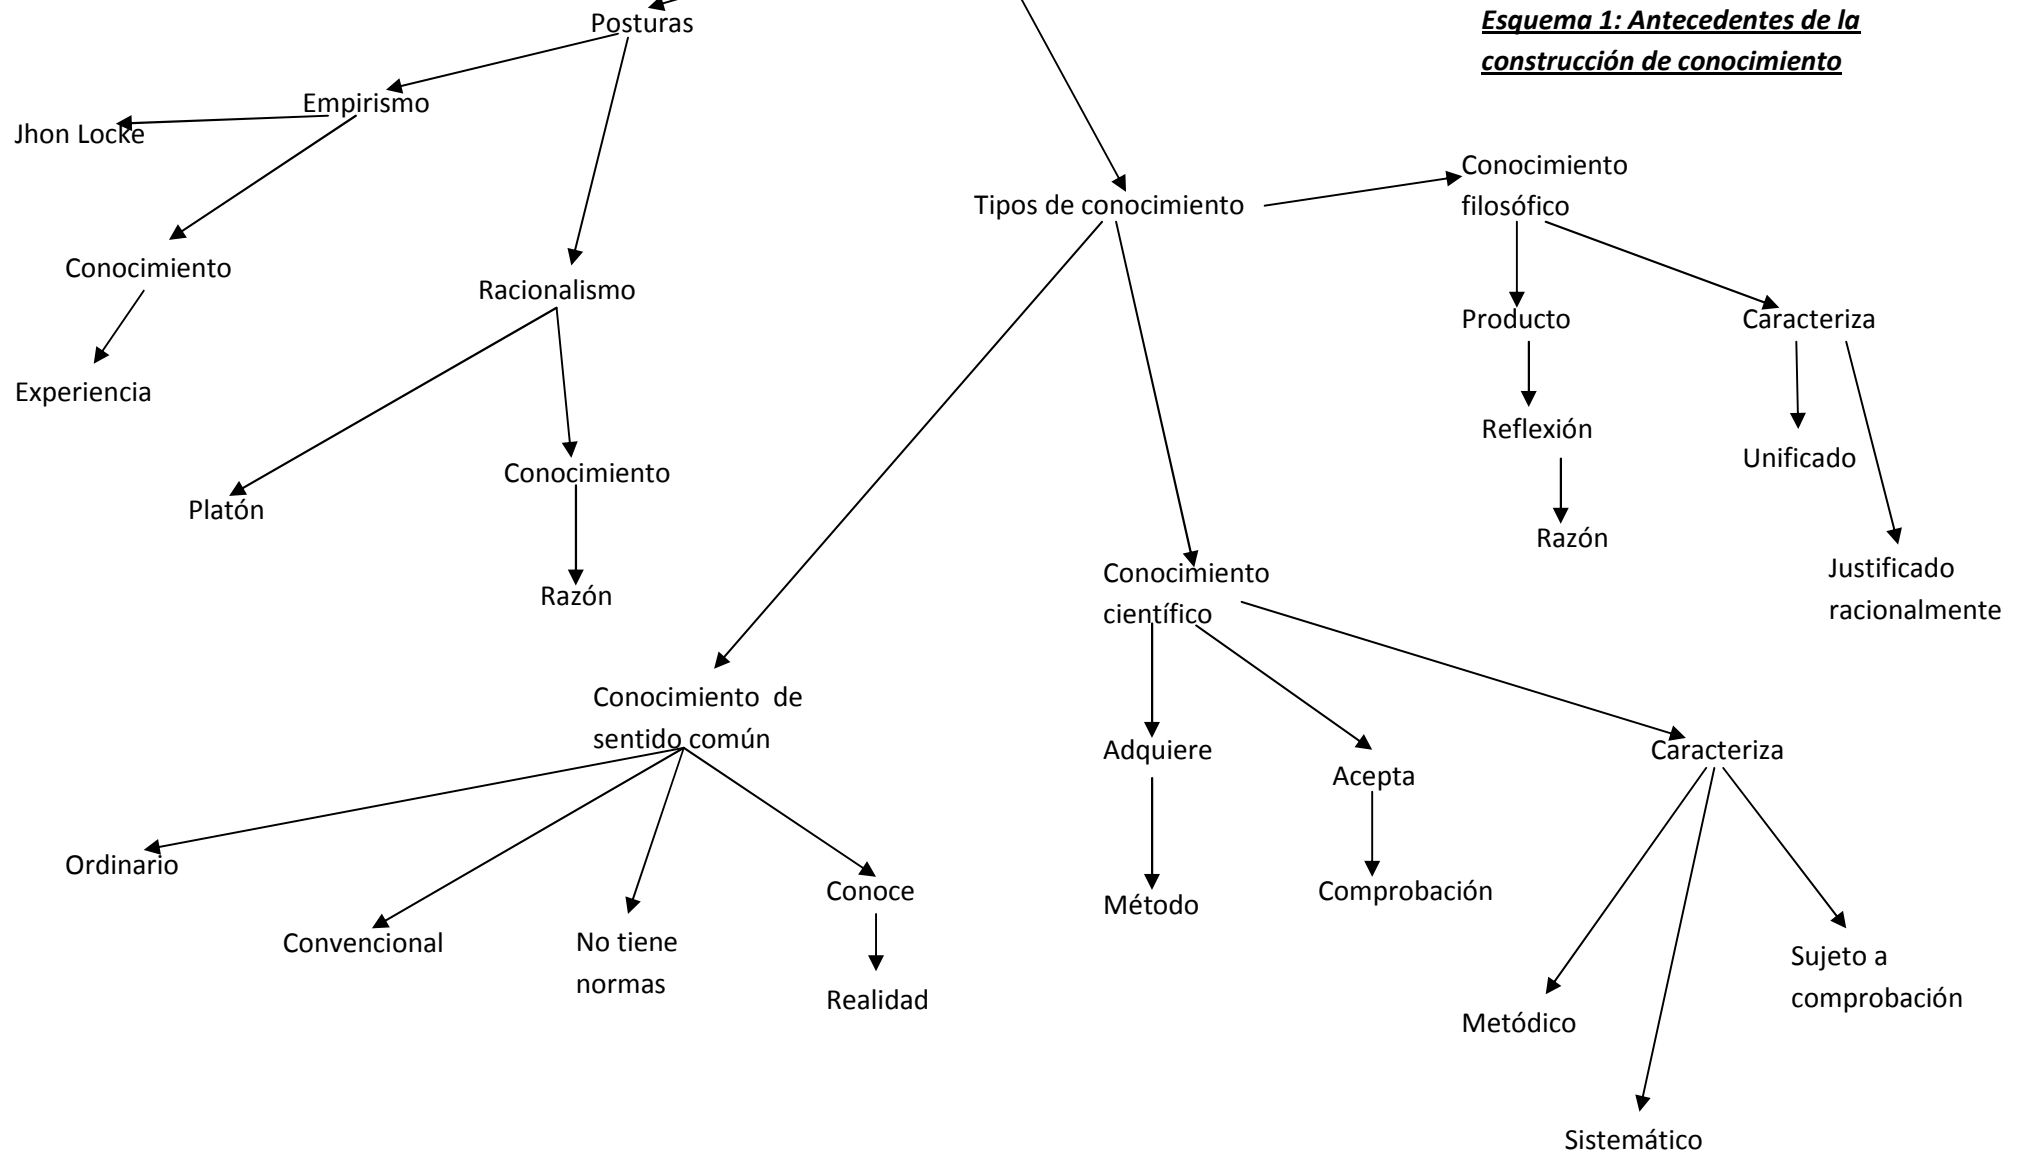 Esquema 1: Antecedentes de la
construcción de conocimiento
Posturas
Empirismo
Jhon Locke
Conocimiento
Experiencia
Racionalismo
Platón
Conocimiento
Razón
Tipos de conocimiento
Conocimiento
filosófico
Producto
Reflexión
Razón
Caracteriza
Unificado
Justificado
racionalmente
Conocimiento
científico
Adquiere
Método
Acepta
Comprobación
Caracteriza
Metódico
Sistemático
Sujeto a
comprobación
Conocimiento de
sentido común
Ordinario
Convencional
No tiene
normas
Conoce
Realidad